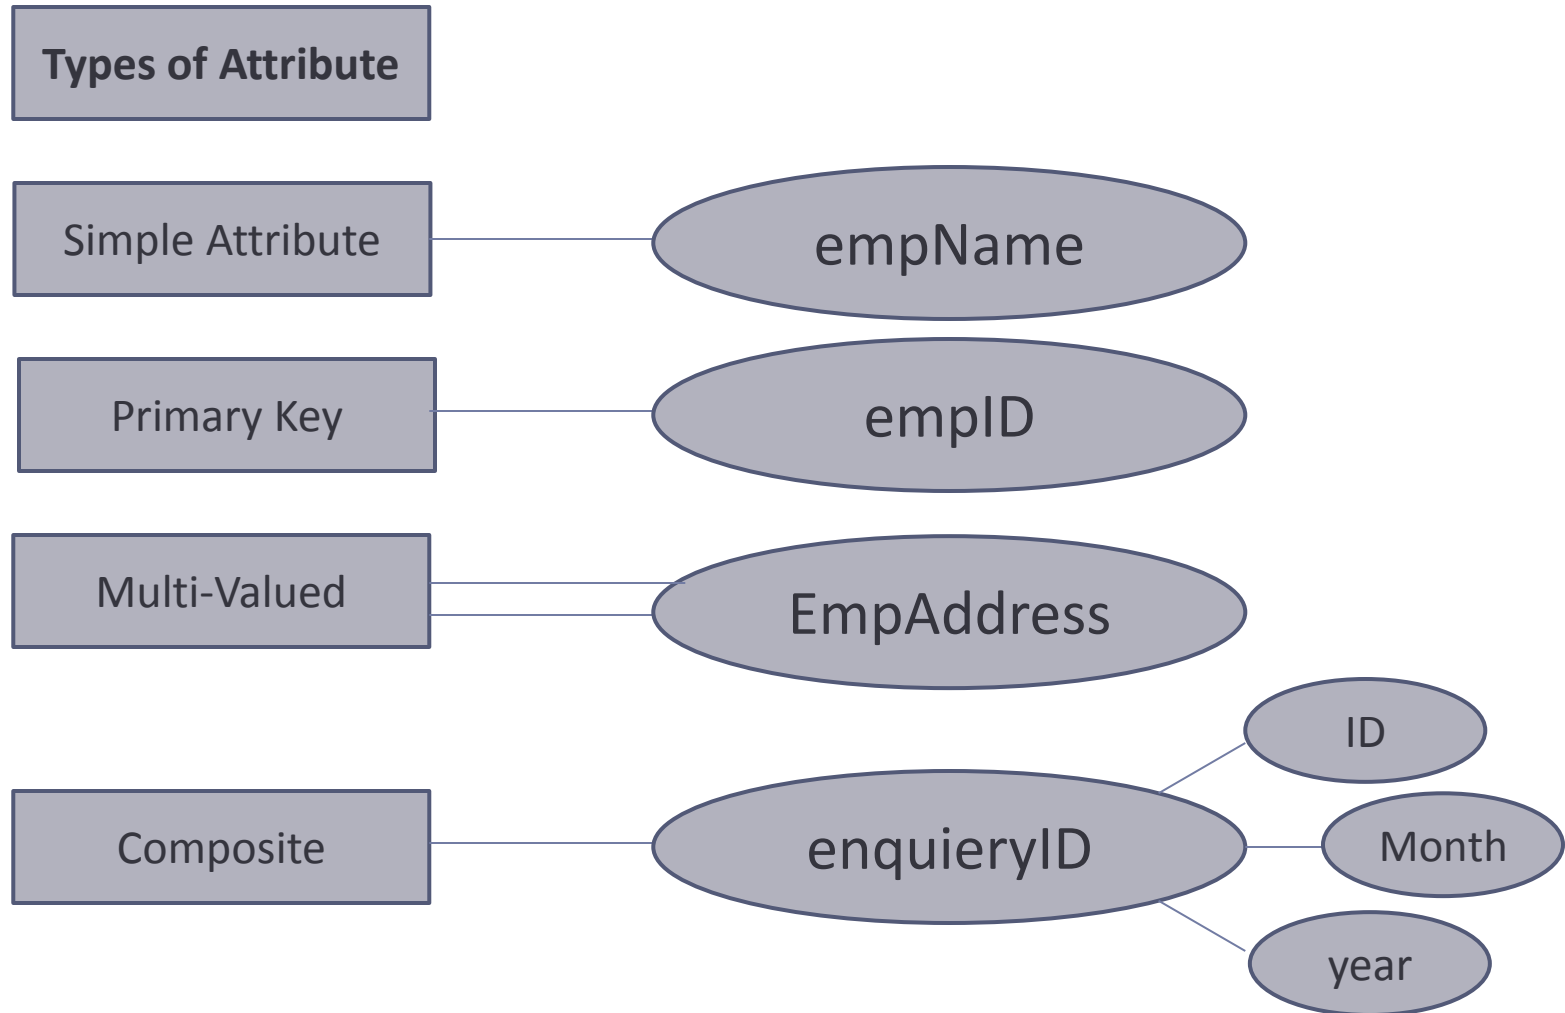 Types of Attribute
Simple Attribute
empName
Primary Key
empID
Multi-Valued
EmpAddress
Composite
enquieryID
ID
Month
year